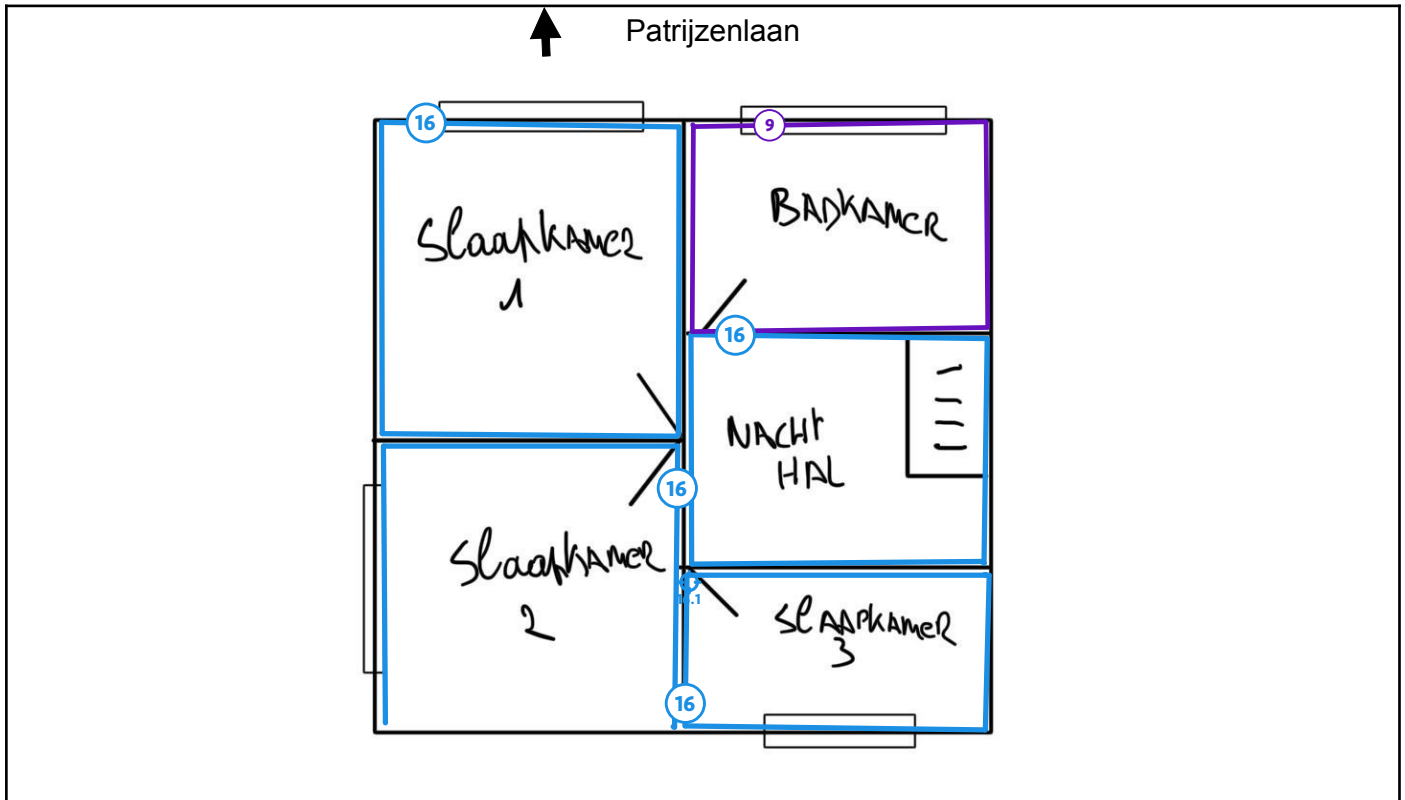 Patrijzenlaan
16
9
Slaapkamer
1
BADKAMER
16
NACHT
HAL
16
Slaapkamer
2
SLAAPKAMER
3
16